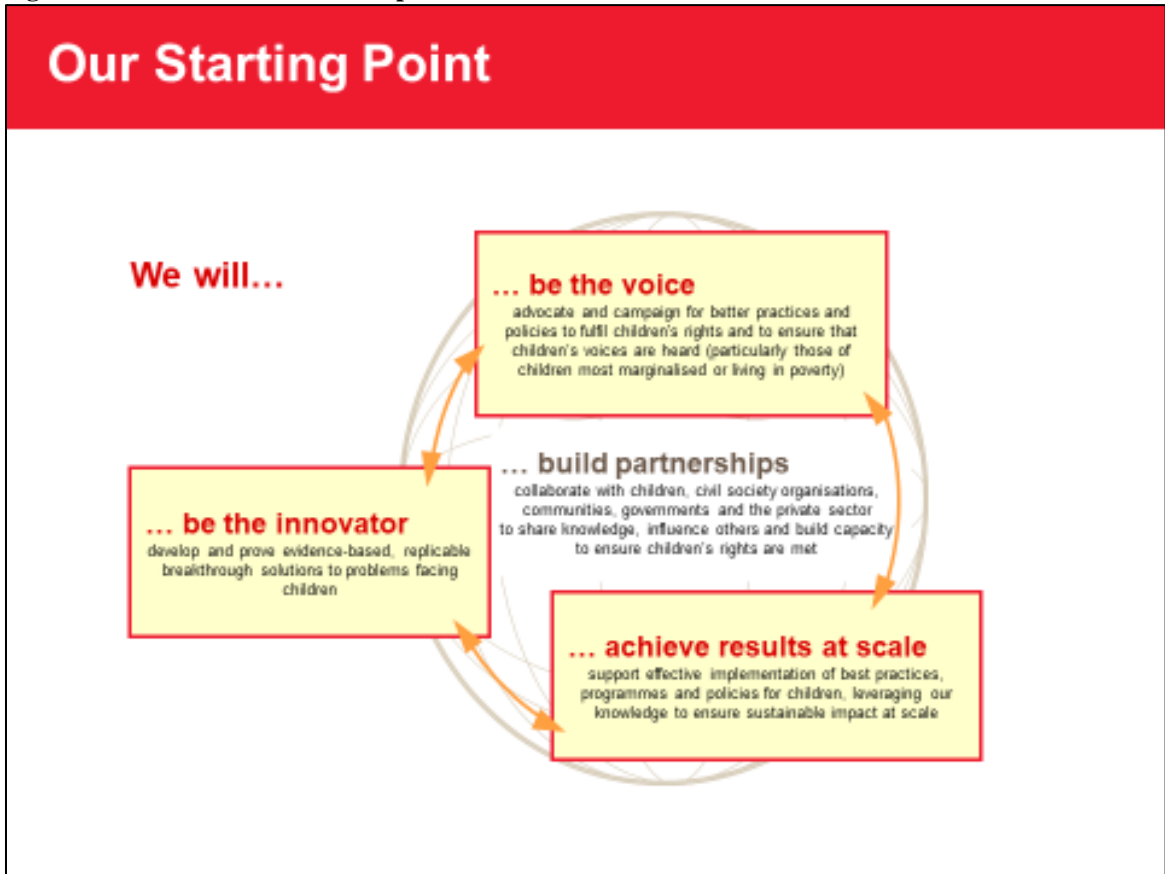 Our Starting Point
We will...
... be the voice
advocate and campaign for better practices and
policies to fulfil children's rights and to ensure that
children's voices are heard (particularly those of
children most marginalised or living in poverty)
... build partnerships
collaborate with children, civil society organisations,
communities, governments and the private sector
to share knowledge, influence others and build capacity
to ensure children's rights are met
... be the innovator
develop and prove evidence-based, replicable
breakthrough solutions to problems facing
children
... achieve results at scale
support effective implementation of best practices,
programmes and policies for children, leveraging our
knowledge to ensure sustainable impact at scale